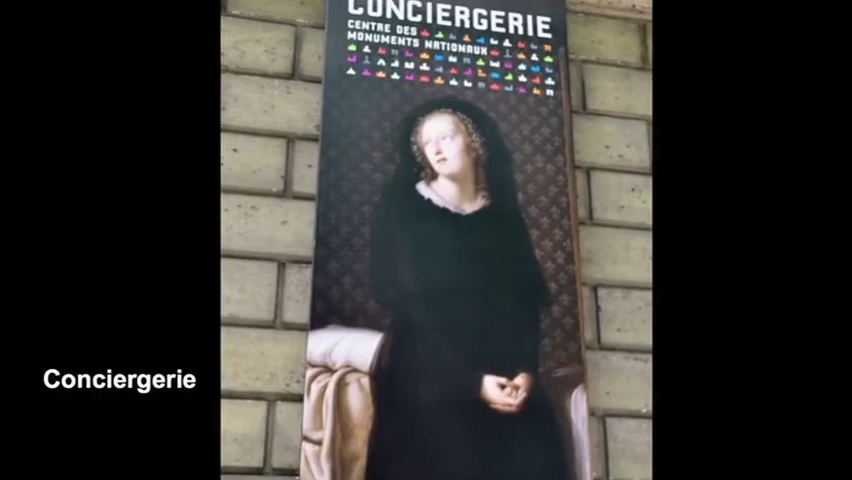 CONCIERGERIE
CENTRE DES
MONUMENTS NATIONAUX
Conciergerie